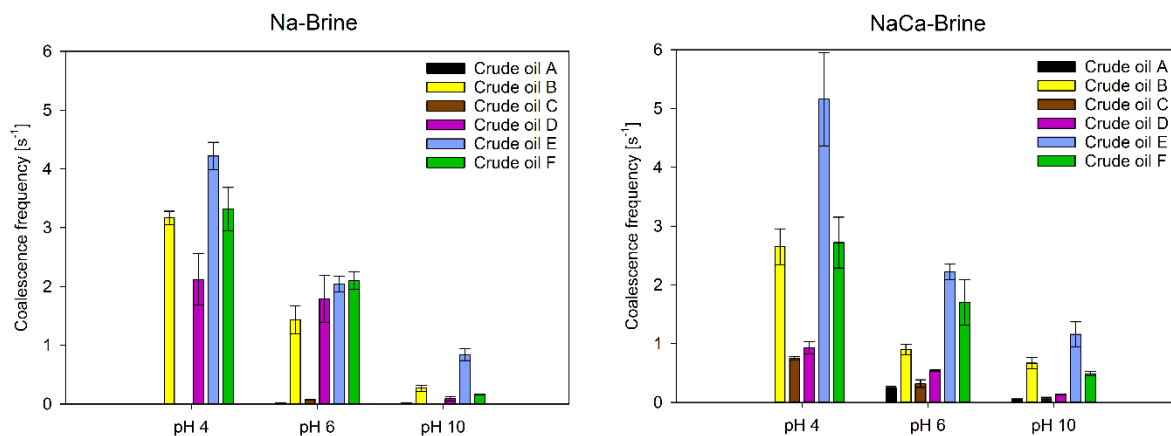 Na-Brine
Coalescence frequency [s⁻¹]
6
5
4
3
2
1
0
Crude oil A
Crude oil B
Crude oil C
Crude oil D
Crude oil E
Crude oil F
pH 4
pH 6
pH 10
NaCa-Brine
Coalescence frequency [s⁻¹]
6
5
4
3
2
1
0
Crude oil A
Crude oil B
Crude oil C
Crude oil D
Crude oil E
Crude oil F
pH 4
pH 6
pH 10